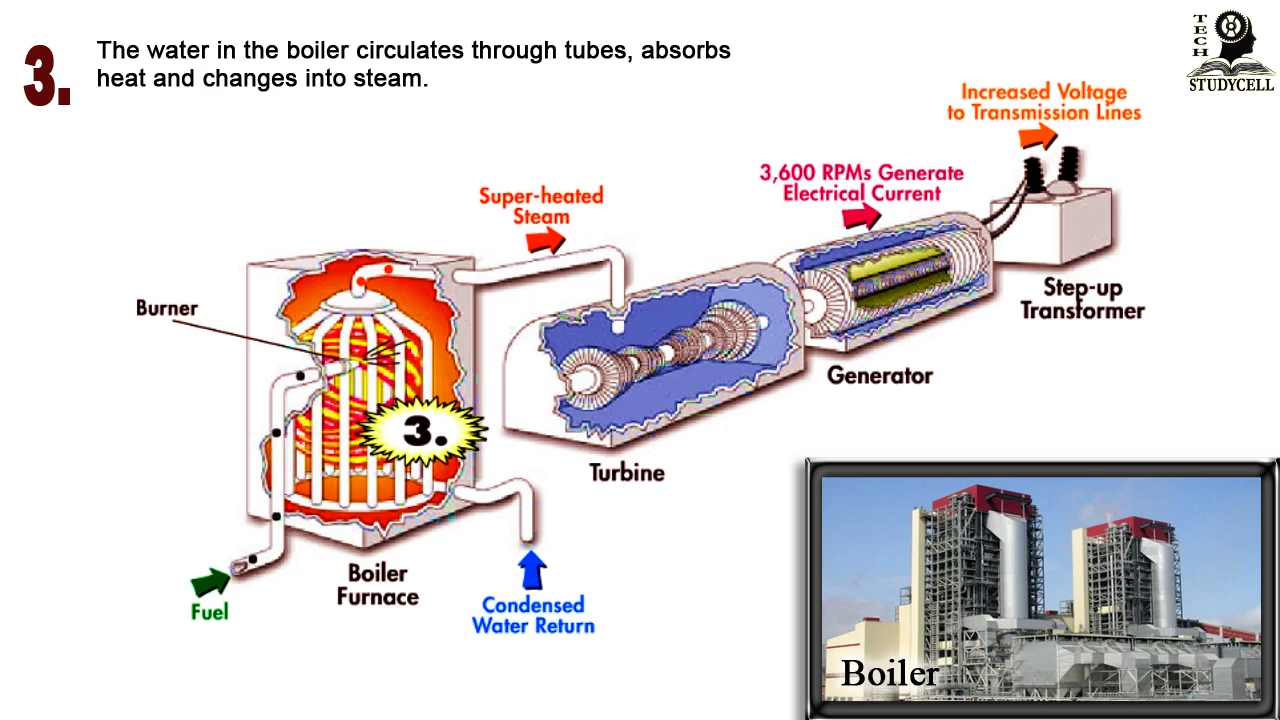 3.
The water in the boiler circulates through tubes, absorbs
heat and changes into steam.
TECH
STUDYCELL
Increased Voltage
to Transmission Lines
3,600 RPMs Generate
Electrical Current
Super-heated
Steam
Burner
Step-up
Transformer
Generator
3.
Turbine
Boiler
Furnace
Fuel
Condensed
Water Return
Boiler